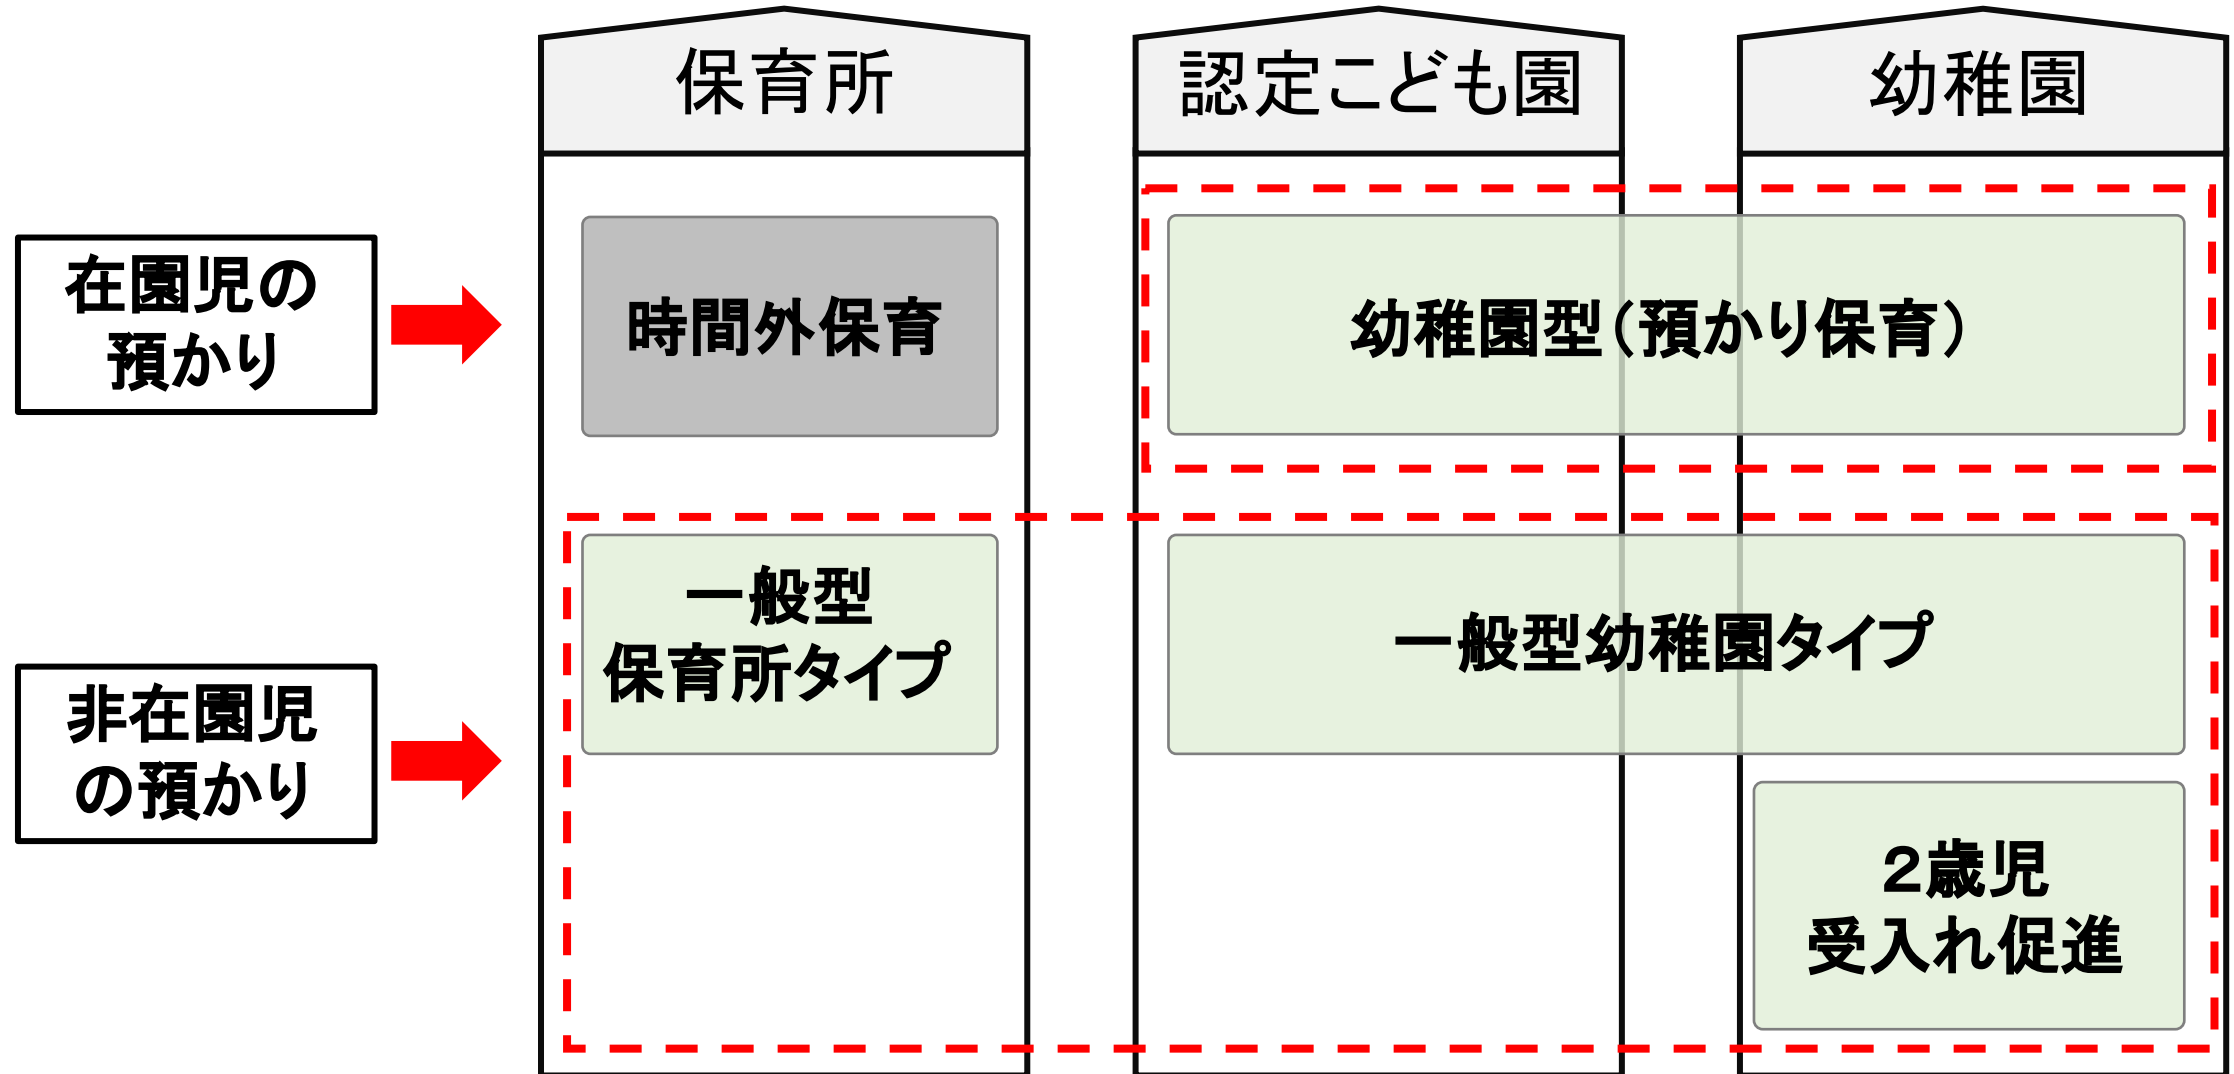 保育所
認定こども園
幼稚園
在園児の
預かり
時間外保育
幼稚園型（預かり保育）
非在園児
の預かり
一般型
保育所タイプ
一般型幼稚園タイプ
２歳児
受入れ促進